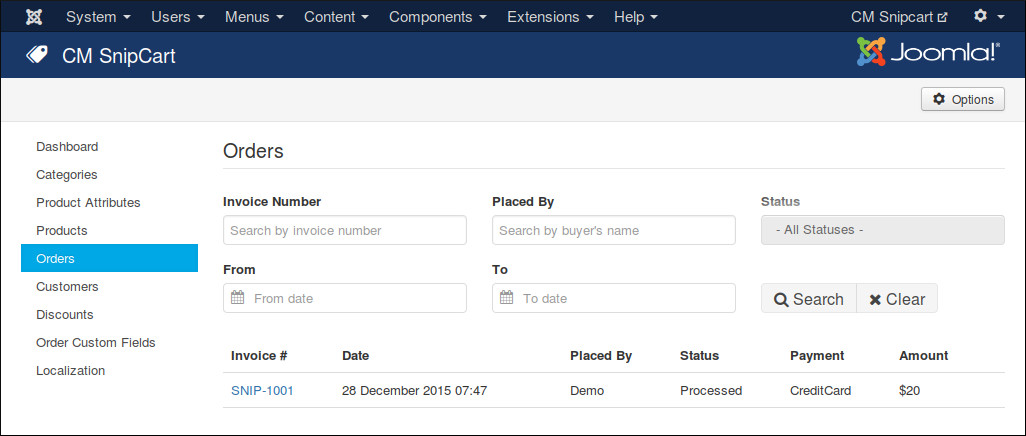 System Users Menus Content Components Extensions Help CM Snipcart
CM SnipCart Joomla!®
Options
Dashboard
Categories
Product Attributes
Products
Orders
Customers
Discounts
Order Custom Fields
Localization
Orders
Invoice Number Placed By Status
Search by invoice number Search by buyer's name - All Statuses -
From To
From date To date Search Clear
Invoice # Date Placed By Status Payment Amount
SNIP-1001 28 December 2015 07:47 Demo Processed CreditCard $20